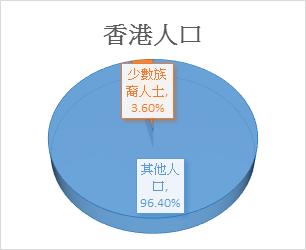 香港人口
少數族
裔人士,
3.60%
其他人
口,
96.40%